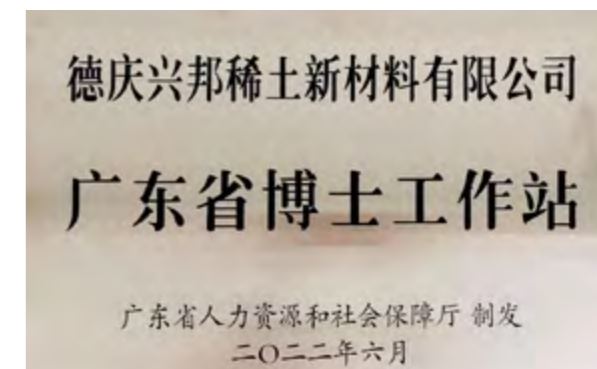 德庆兴邦稀土新材料有限公司
广东省博士工作站
广东省人力资源和社会保障厅 制发
二〇二二年六月